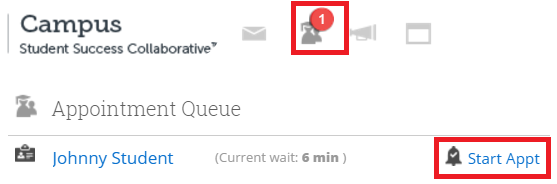 Campus
1
Student Success Collaborative™
Appointment Queue
Johnny Student (Current wait: 6 min ) Start Appt